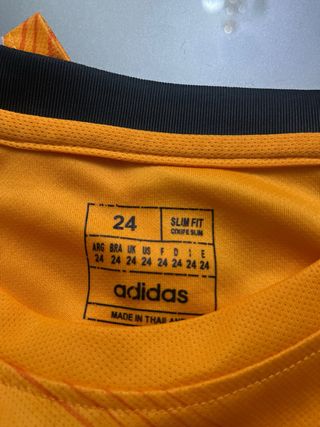 24 SLIM FIT
COUPE SLIM
ARG BRA UK US F D I E
24 24 24 24 24 24 24 24
adidas
MADE IN THAILAND